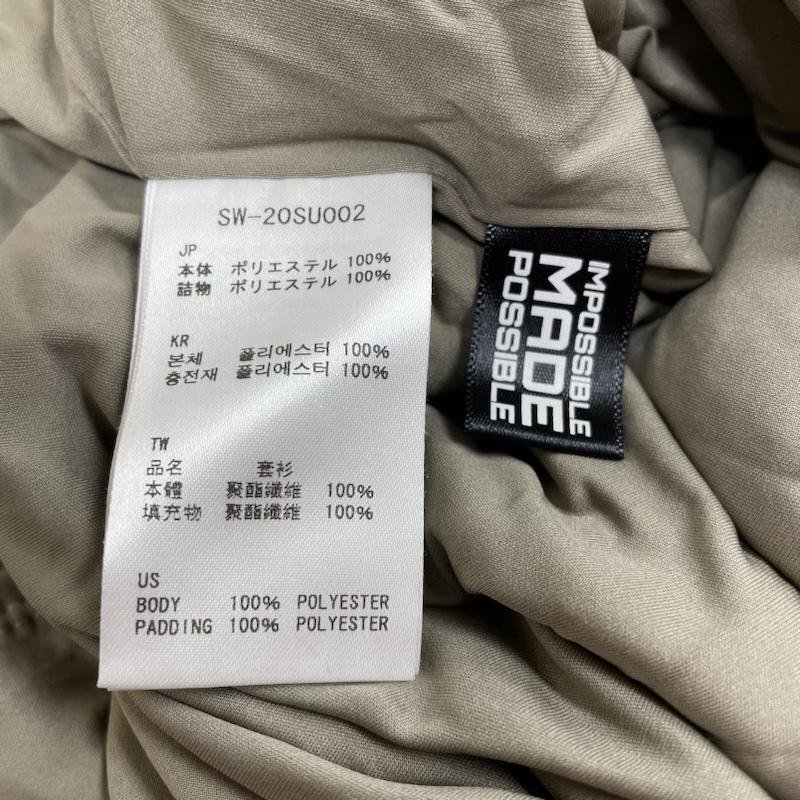 SW-20SU002
JP
本体 ポリエステル 100%
詰物 ポリエステル 100%
KR
본체 폴리에스터 100%
충전재 폴리에스터 100%
TW
品名 套衫
本體 聚酯纖維 100%
填充物 聚酯纖維 100%
US
BODY 100% POLYESTER
PADDING 100% POLYESTER
IMPOSSIBLE
MADE
POSSIBLE